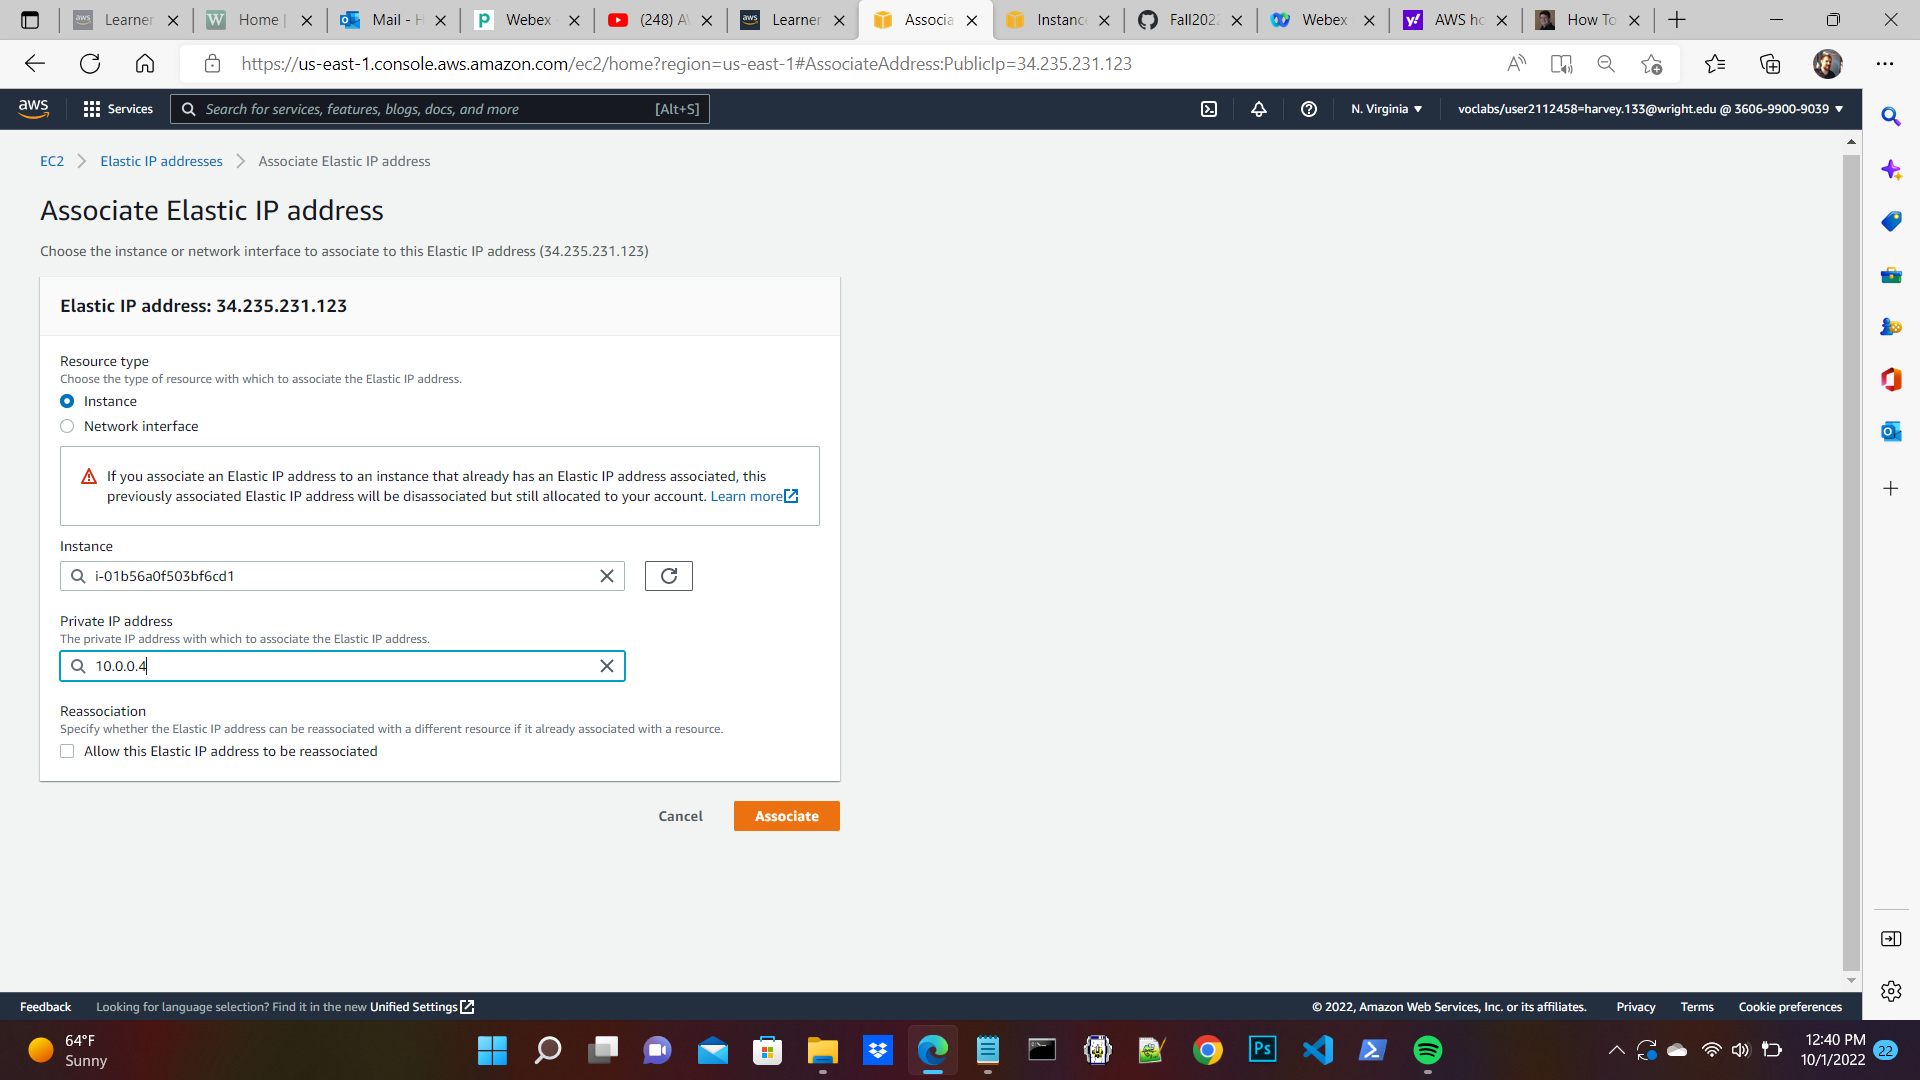 Learner
Home |
Mail - H
Webex
(248) A
Learner
Associa
Instance
Fall202
Webex
AWS ho
How To
https://us-east-1.console.aws.amazon.com/ec2/home?region=us-east-1#AssociateAddress:PublicIp=34.235.231.123
aws
Services
Search for services, features, blogs, docs, and more
[Alt+S]
N. Virginia
voclabs/user2112458=harvey.133@wright.edu @ 3606-9900-9039
EC2
Elastic IP addresses
Associate Elastic IP address
Associate Elastic IP address
Choose the instance or network interface to associate to this Elastic IP address (34.235.231.123)
Elastic IP address: 34.235.231.123
Resource type
Choose the type of resource with which to associate the Elastic IP address.
Instance
Network interface
If you associate an Elastic IP address to an instance that already has an Elastic IP address associated, this
previously associated Elastic IP address will be disassociated but still allocated to your account. Learn more
Instance
i-01b56a0f503bf6cd1
Private IP address
The private IP address with which to associate the Elastic IP address.
10.0.0.4
Reassociation
Specify whether the Elastic IP address can be reassociated with a different resource if it already associated with a resource.
Allow this Elastic IP address to be reassociated
Cancel
Associate
Feedback
Looking for language selection? Find it in the new Unified Settings
© 2022, Amazon Web Services, Inc. or its affiliates.
Privacy
Terms
Cookie preferences
64°F
Sunny
Ps
12:40 PM
10/1/2022
22